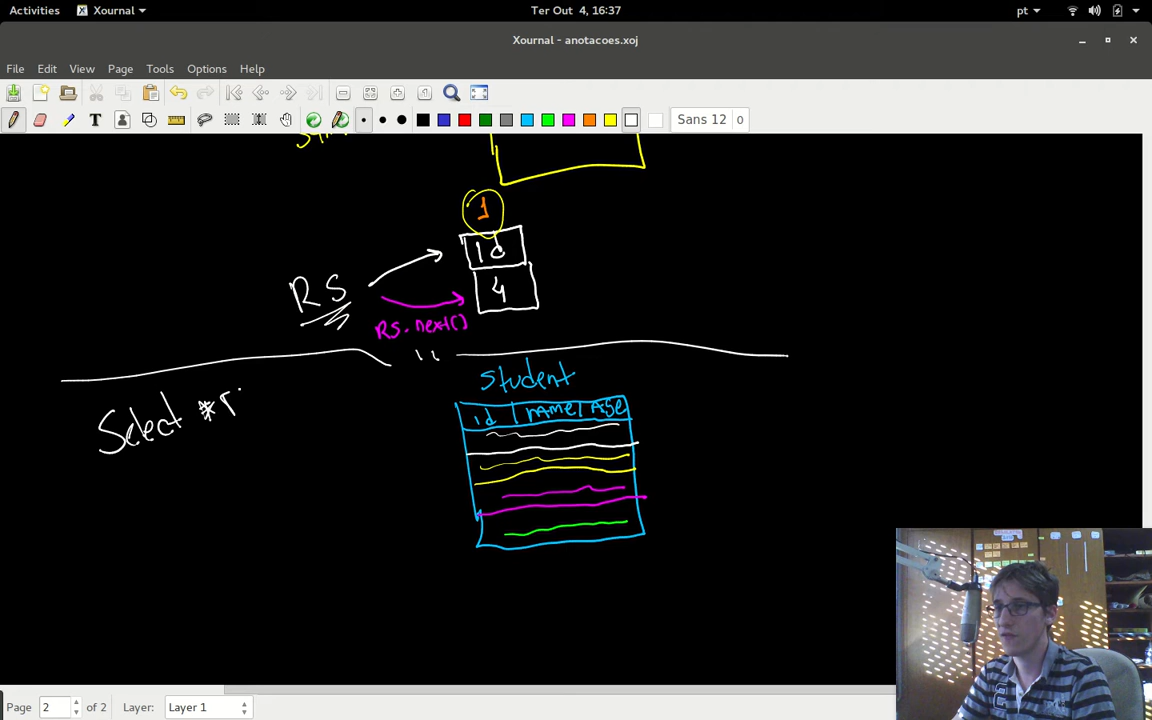 Activities Xournal Ter Out 4, 16:37 pt
Xournal - anotacoes.xoj
File Edit View Page Tools Options Help
Sans 12 0
1
id
RS
4
RS.next()
student
id | name | Age
Select *
Page 2 of 2 Layer: Layer 1